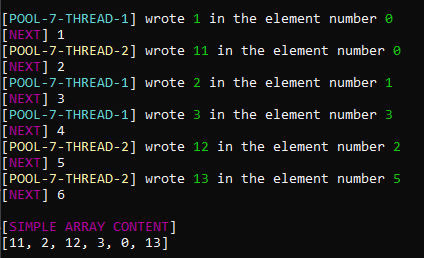 [POOL-7-THREAD-1] wrote 1 in the element number 0
[NEXT] 1
[POOL-7-THREAD-2] wrote 11 in the element number 0
[NEXT] 2
[POOL-7-THREAD-1] wrote 2 in the element number 1
[NEXT] 3
[POOL-7-THREAD-1] wrote 3 in the element number 3
[NEXT] 4
[POOL-7-THREAD-2] wrote 12 in the element number 2
[NEXT] 5
[POOL-7-THREAD-2] wrote 13 in the element number 5
[NEXT] 6
[SIMPLE ARRAY CONTENT]
[11, 2, 12, 3, 0, 13]